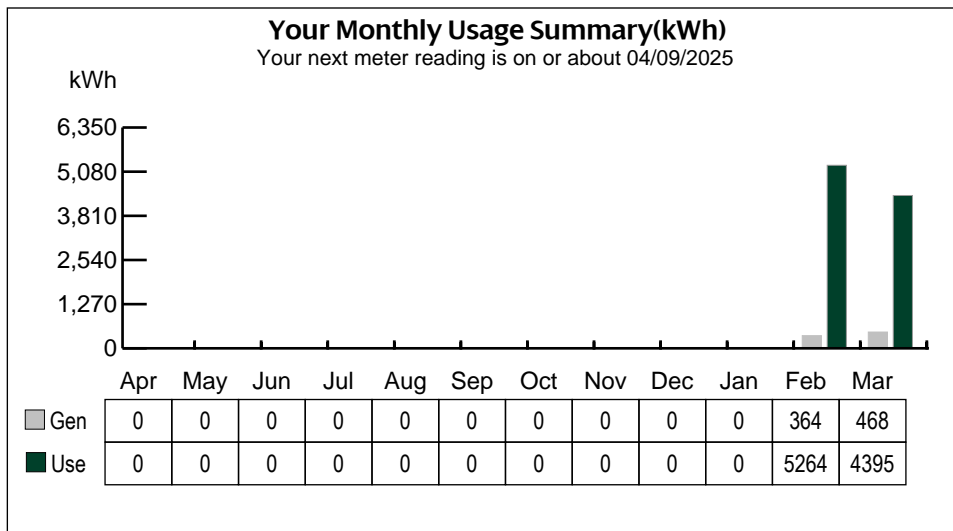 Your Monthly Usage Summary(kWh)
Your next meter reading is on or about 04/09/2025
kWh
6,350
5,080
3,810
2,540
1,270
0
Apr May Jun Jul Aug Sep Oct Nov Dec Jan Feb Mar
Gen 0 0 0 0 0 0 0 0 0 0 364 468
Use 0 0 0 0 0 0 0 0 0 0 5264 4395